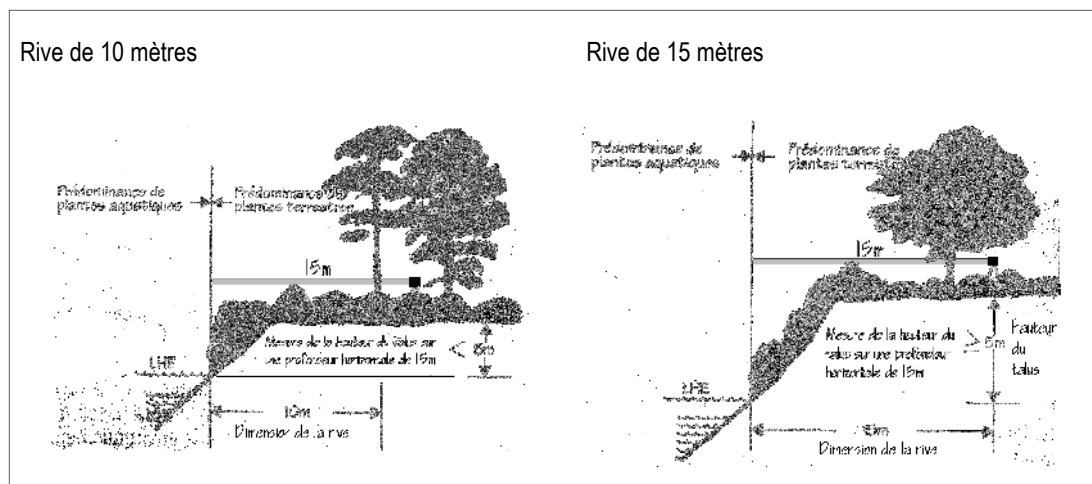 Rive de 10 mètres
Prédominance de
plantes aquatiques
Prédominance de
plantes terrestres
15m
Mesure de la hauteur du talus sur
une profondeur horizontale de 15m
< 5m
LHE
10m
Dimension de la rive
Rive de 15 mètres
Prédominance de
plantes aquatiques
Prédominance de
plantes terrestres
15m
Mesure de la hauteur du
talus sur une profondeur
horizontale de 15m
> 5m
Hauteur
du
talus
LHE
15m
Dimension de la rive